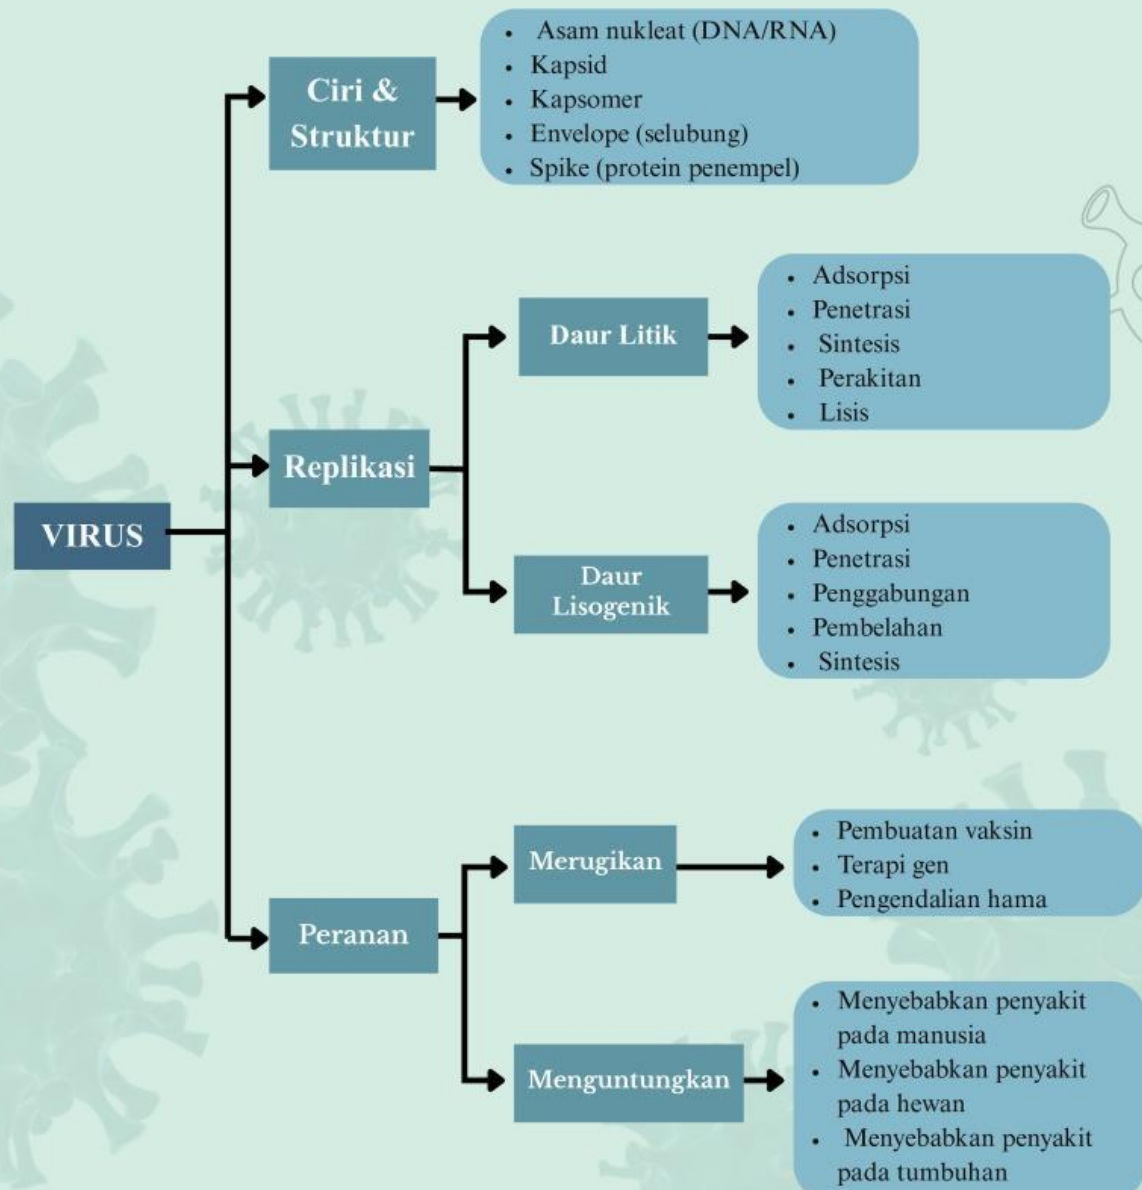 VIRUS
Ciri &
Struktur
• Asam nukleat (DNA/RNA)
• Kapsid
• Kapsomer
• Envelope (selubung)
• Spike (protein penempel)
Replikasi
Daur Litik
• Adsorpsi
• Penetrasi
• Sintesis
• Perakitan
• Lisis
Daur
Lisogenik
• Adsorpsi
• Penetrasi
• Penggabungan
• Pembelahan
• Sintesis
Peranan
Merugikan
• Pembuatan vaksin
• Terapi gen
• Pengendalian hama
Menguntungkan
• Menyebabkan penyakit
pada manusia
• Menyebabkan penyakit
pada hewan
• Menyebabkan penyakit
pada tumbuhan